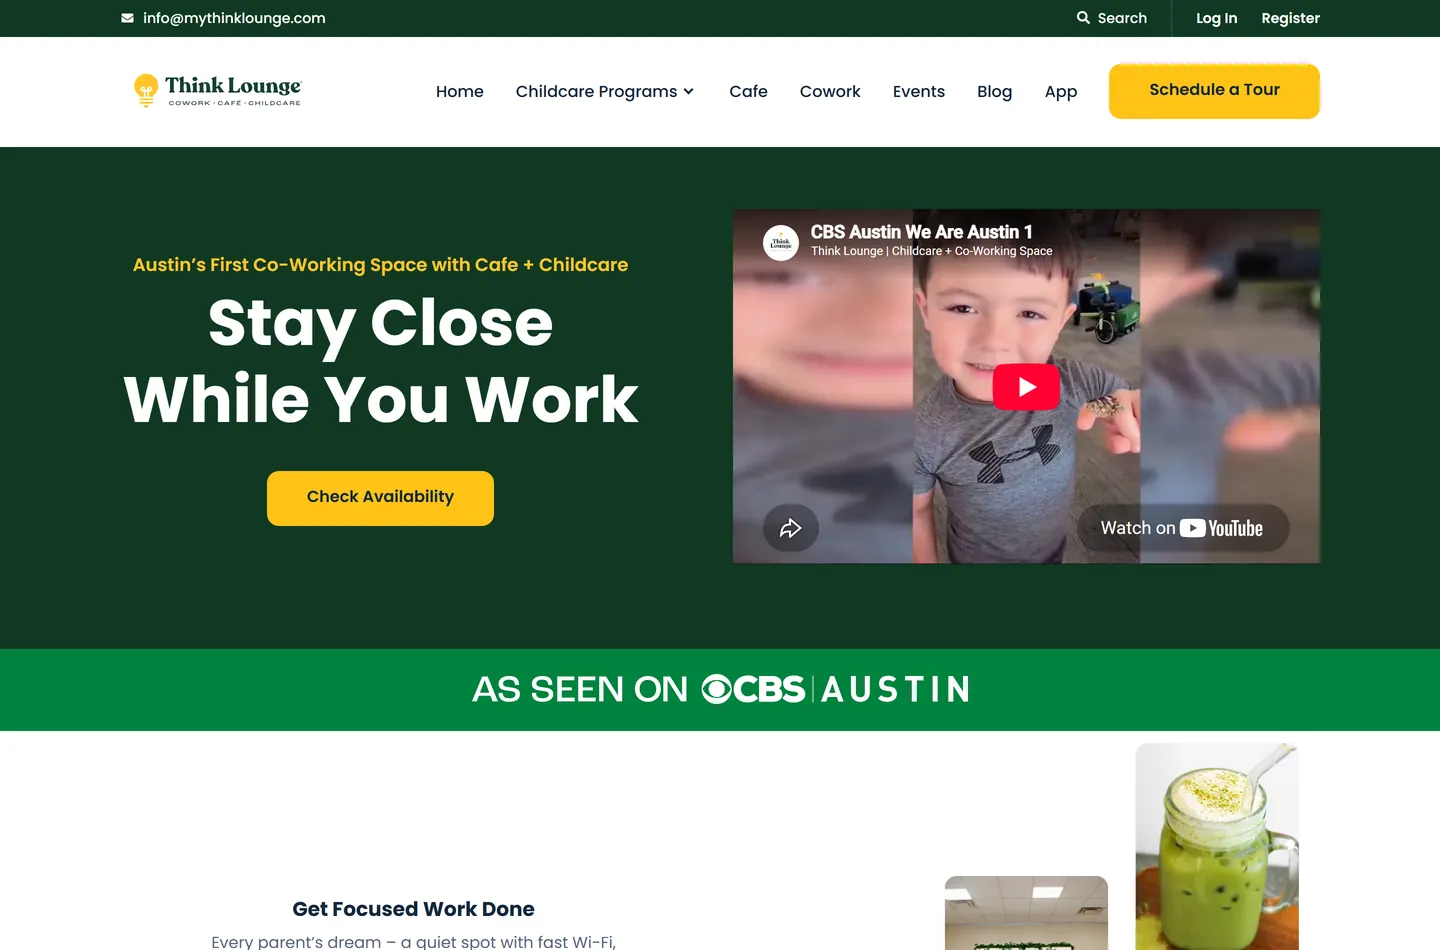 info@mythinklounge.com
Search
Log In
Register
Think Lounge
COWORK · CAFÉ · CHILDCARE
Home
Childcare Programs
Cafe
Cowork
Events
Blog
App
Schedule a Tour
Austin's First Co-Working Space with Cafe + Childcare
Stay Close
While You Work
Check Availability
Think
Lounge
CBS Austin We Are Austin 1
Think Lounge | Childcare + Co-Working Space
Watch on YouTube
AS SEEN ON CBS | AUSTIN
Get Focused Work Done
Every parent's dream – a quiet spot with fast Wi-Fi,